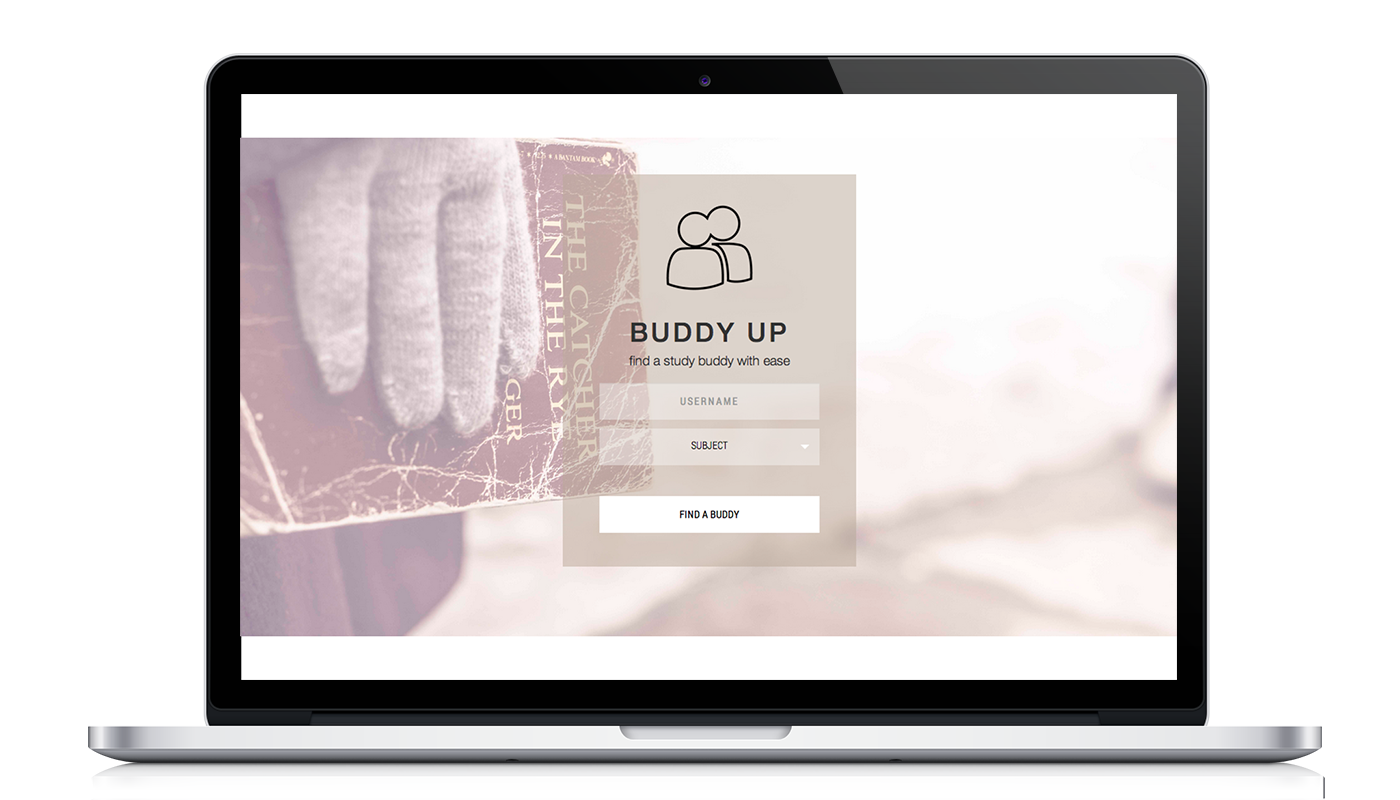 A BANTAM BOOK
THE CATCHER
IN THE RYE
GER
BUDDY UP
find a study buddy with ease
USERNAME
SUBJECT
FIND A BUDDY